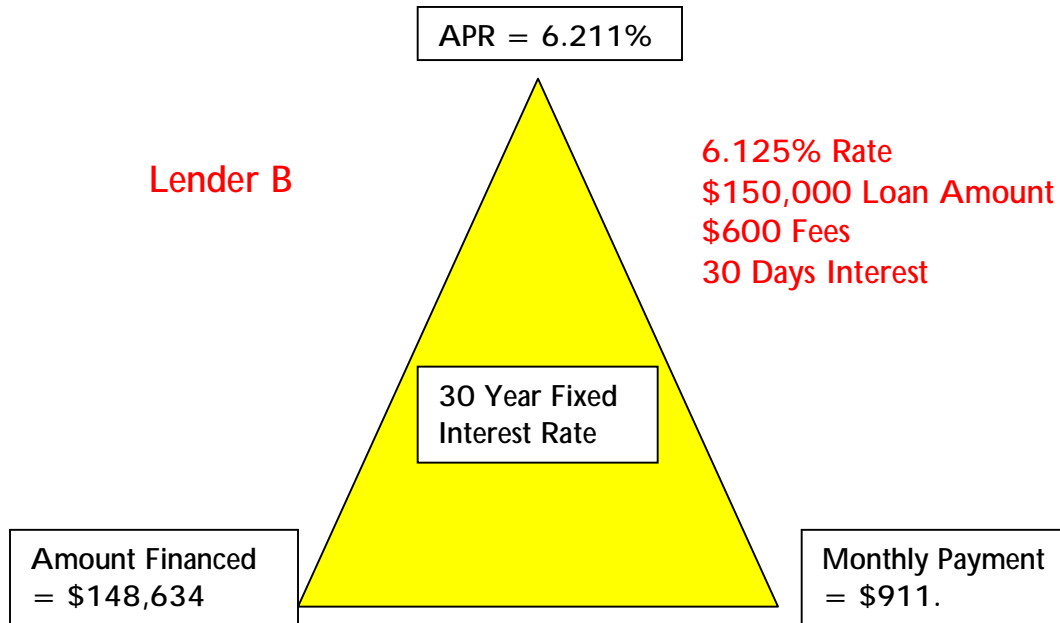 APR = 6.211%
Lender B
6.125% Rate
$150,000 Loan Amount
$600 Fees
30 Days Interest
30 Year Fixed
Interest Rate
Amount Financed
= $148,634
Monthly Payment
= $911.